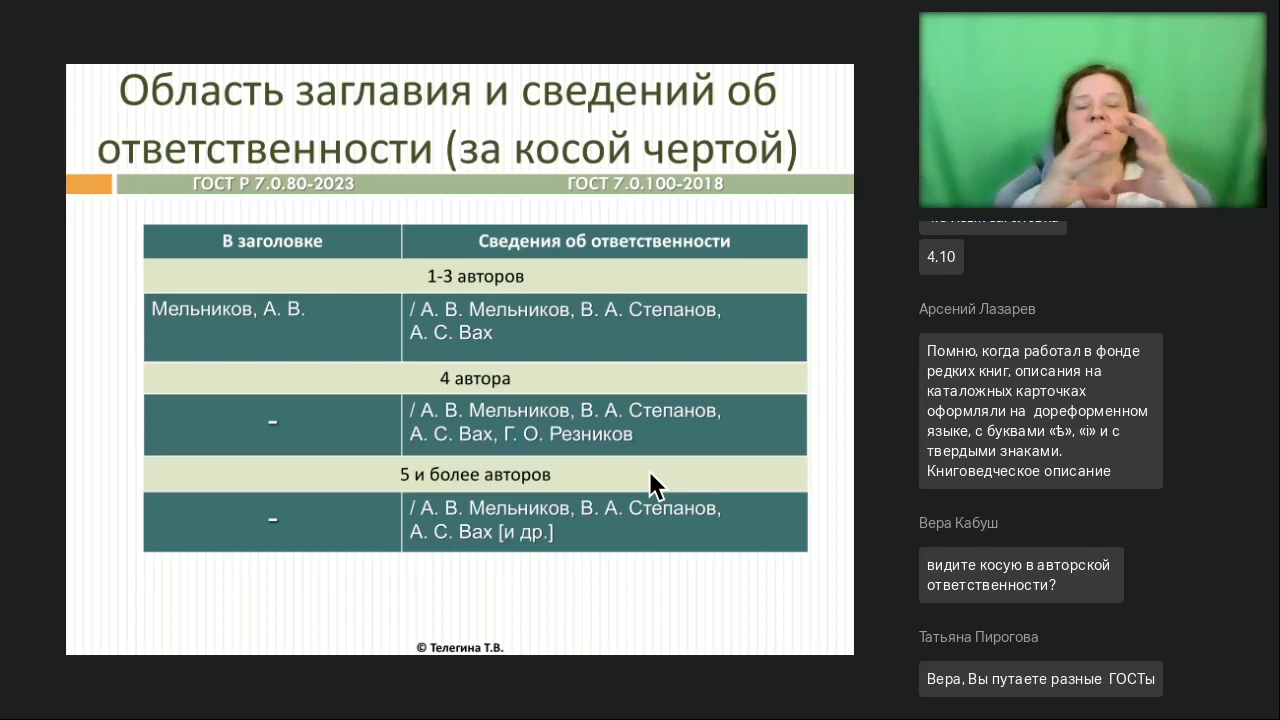 Область заглавия и сведений об
ответственности (за косой чертой)
ГОСТ Р 7.0.80-2023 ГОСТ 7.0.100-2018
В заголовке Сведения об ответственности
1-3 авторов
Мельников, А. В. / А. В. Мельников, В. А. Степанов,
А. С. Вах
4 автора
- / А. В. Мельников, В. А. Степанов,
А. С. Вах, Г. О. Резников
5 и более авторов
- / А. В. Мельников, В. А. Степанов,
А. С. Вах [и др.]
© Телегина Т.В.
4.10
Арсений Лазарев
Помню, когда работал в фонде
редких книг, описания на
каталожных карточках
оформляли на дореформенном
языке, с буквами «ѣ», «і» и с
твердыми знаками.
Книговедческое описание
Вера Кабуш
видите косую в авторской
ответственности?
Татьяна Пирогова
Вера, Вы путаете разные ГОСТы